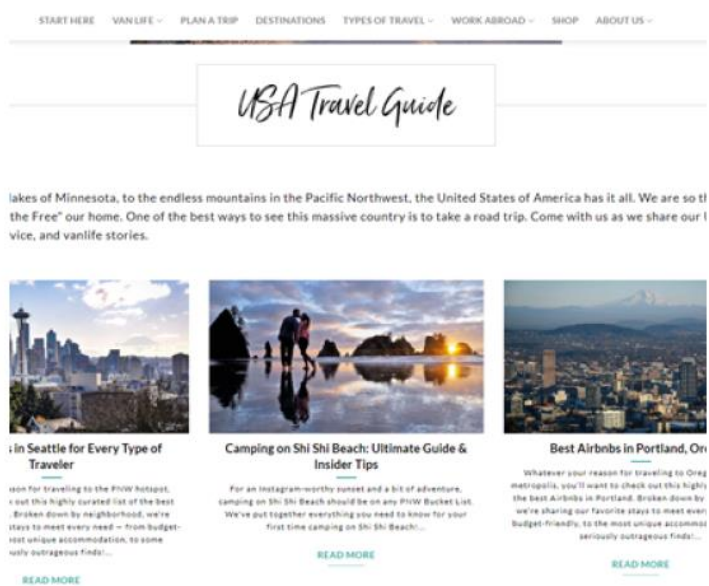 START HERE VAN LIFE PLAN A TRIP DESTINATIONS TYPES OF TRAVEL WORK ABROAD SHOP ABOUT US
USA Travel Guide
lakes of Minnesota, to the endless mountains in the Pacific Northwest, the United States of America has it all. We are so
the Free" our home. One of the best ways to see this massive country is to take a road trip. Come with us as we share our
vice, and vanlife stories.
in Seattle for Every Type of
Traveler
son for traveling to the PNW hotspot,
out this highly curated list of the best
. Broken down by neighborhood, we're
stays to meet every need — from budget-
most unique accommodation, to some
usly outrageous finds!...
READ MORE
Camping on Shi Shi Beach: Ultimate Guide &
Insider Tips
For an Instagram-worthy sunset and a bit of adventure,
camping on Shi Shi Beach should be on any PNW Bucket List.
We've put together everything you need to know for your
first time camping on Shi Shi Beach!...
READ MORE
Best Airbnbs in Portland, Or
Whatever your reason for traveling to Oreg
metropolis, you'll want to check out this highly
the best Airbnbs in Portland. Broken down by
we're sharing our favorite stays to meet every
budget-friendly, to the most unique accommod
seriously outrageous finds!...
READ MORE